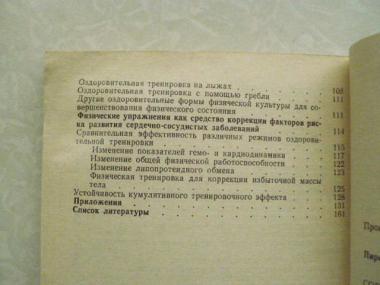 Оздоровительная тренировка на лыжах . . . . . 108
Оздоровительная тренировка с помощью гребли . . 111
Другие оздоровительные формы физической культуры для со-
вершенствования физического состояния . . . . . 111
Физические упражнения как средство коррекции факторов рис-
ка развития сердечно-сосудистых заболеваний . . . 114
Сравнительная эффективность различных режимов оздорови-
тельной тренировки . . . . . 115
Изменение показателей гемо- и кардиодинамики . . 117
Изменение общей физической работоспособности . . 122
Изменение липопротеидного обмена . . . . . 123
Физическая тренировка для коррекции избыточной массы
тела . . . . . 125
Устойчивость кумулятивного тренировочного эффекта . . 128
Приложения . . . . . 131
Список литературы . . . . . 161